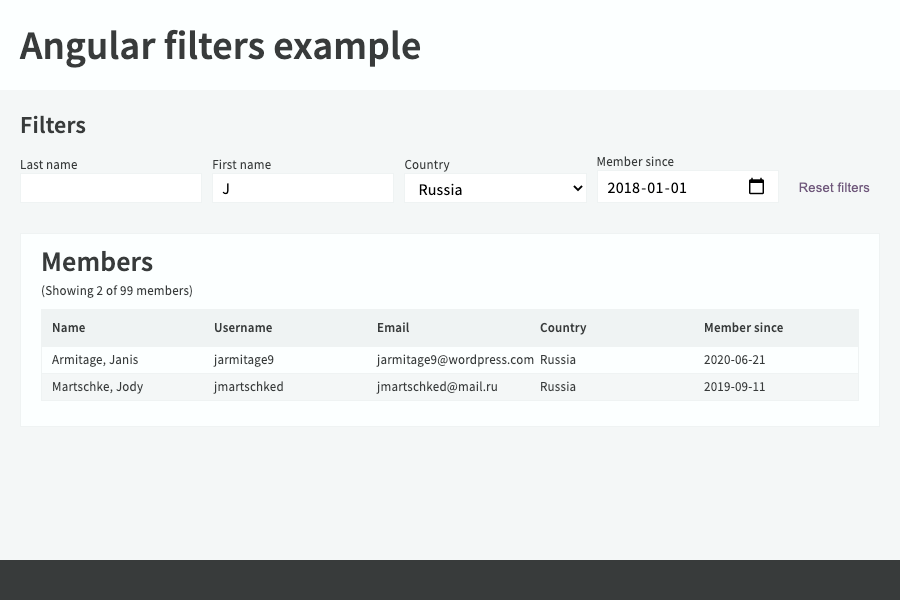 Angular filters example
Filters
Last name First name Country Member since
J Russia 2018-01-01 Reset filters
Members
(Showing 2 of 99 members)
Name Username Email Country Member since
Armitage, Janis jarmitage9 jarmitage9@wordpress.com Russia 2020-06-21
Martschke, Jody jmartschked jmartschked@mail.ru Russia 2019-09-11